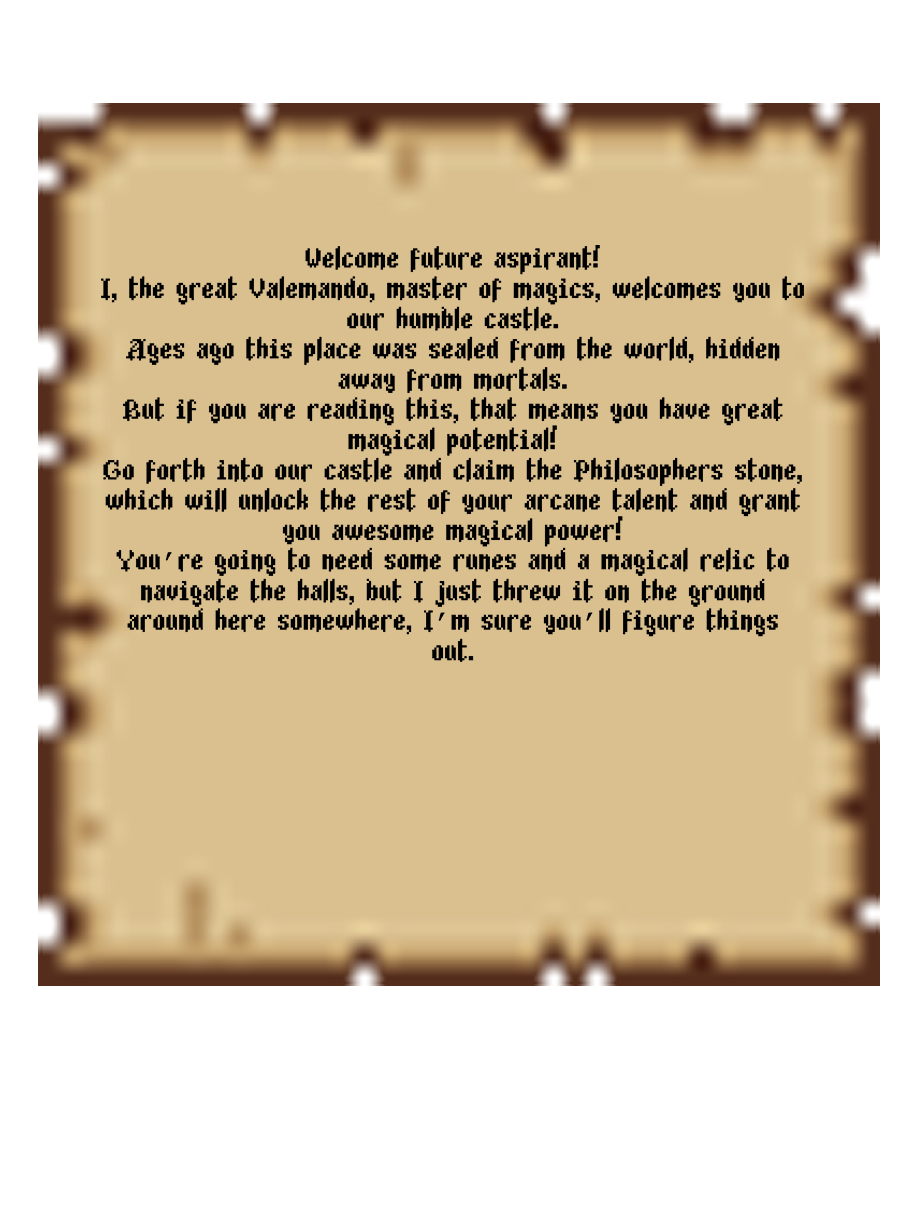 Welcome future aspirant!
I, the great Valemando, master of magics, welcomes you to
our humble castle.
Ages ago this place was sealed from the world, hidden
away from mortals.
But if you are reading this, that means you have great
magical potential!
Go forth into our castle and claim the Philosophers stone,
which will unlock the rest of your arcane talent and grant
you awesome magical power!
You're going to need some runes and a magical relic to
navigate the halls, but I just threw it on the ground
around here somewhere, I'm sure you'll figure things
out.